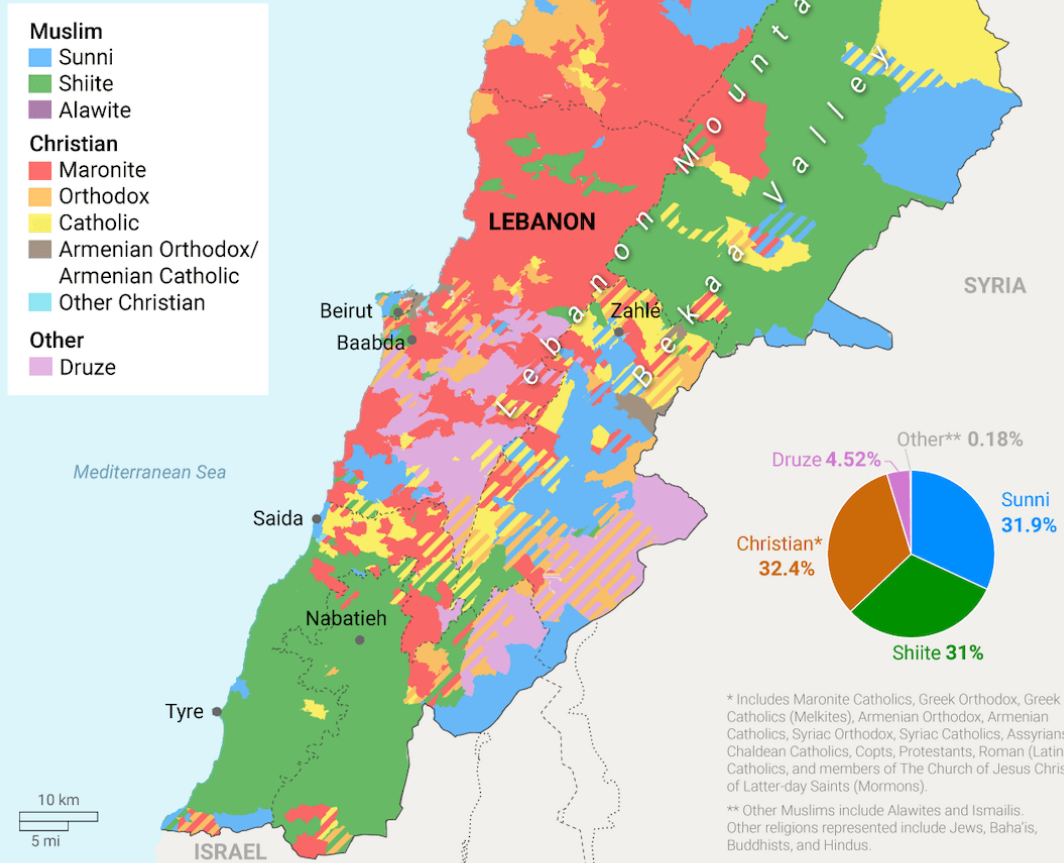 Muslim
Sunni
Shiite
Alawite
Christian
Maronite
Orthodox
Catholic
Armenian Orthodox/
Armenian Catholic
Other Christian
Other
Druze
Lebanon Mounta
Bekaa Valley
LEBANON
SYRIA
Beirut
Zahlé
Baabda
Mediterranean Sea
Saida
Nabatieh
Tyre
10 km
5 mi
ISRAEL
Other** 0.18%
Druze 4.52%
Sunni
31.9%
Christian*
32.4%
Shiite 31%
* Includes Maronite Catholics, Greek Orthodox, Greek
Catholics (Melkites), Armenian Orthodox, Armenian
Catholics, Syriac Orthodox, Syriac Catholics, Assyrians
Chaldean Catholics, Copts, Protestants, Roman (Latin
Catholics, and members of The Church of Jesus Chris
of Latter-day Saints (Mormons).
** Other Muslims include Alawites and Ismailis.
Other religions represented include Jews, Baha'is,
Buddhists, and Hindus.